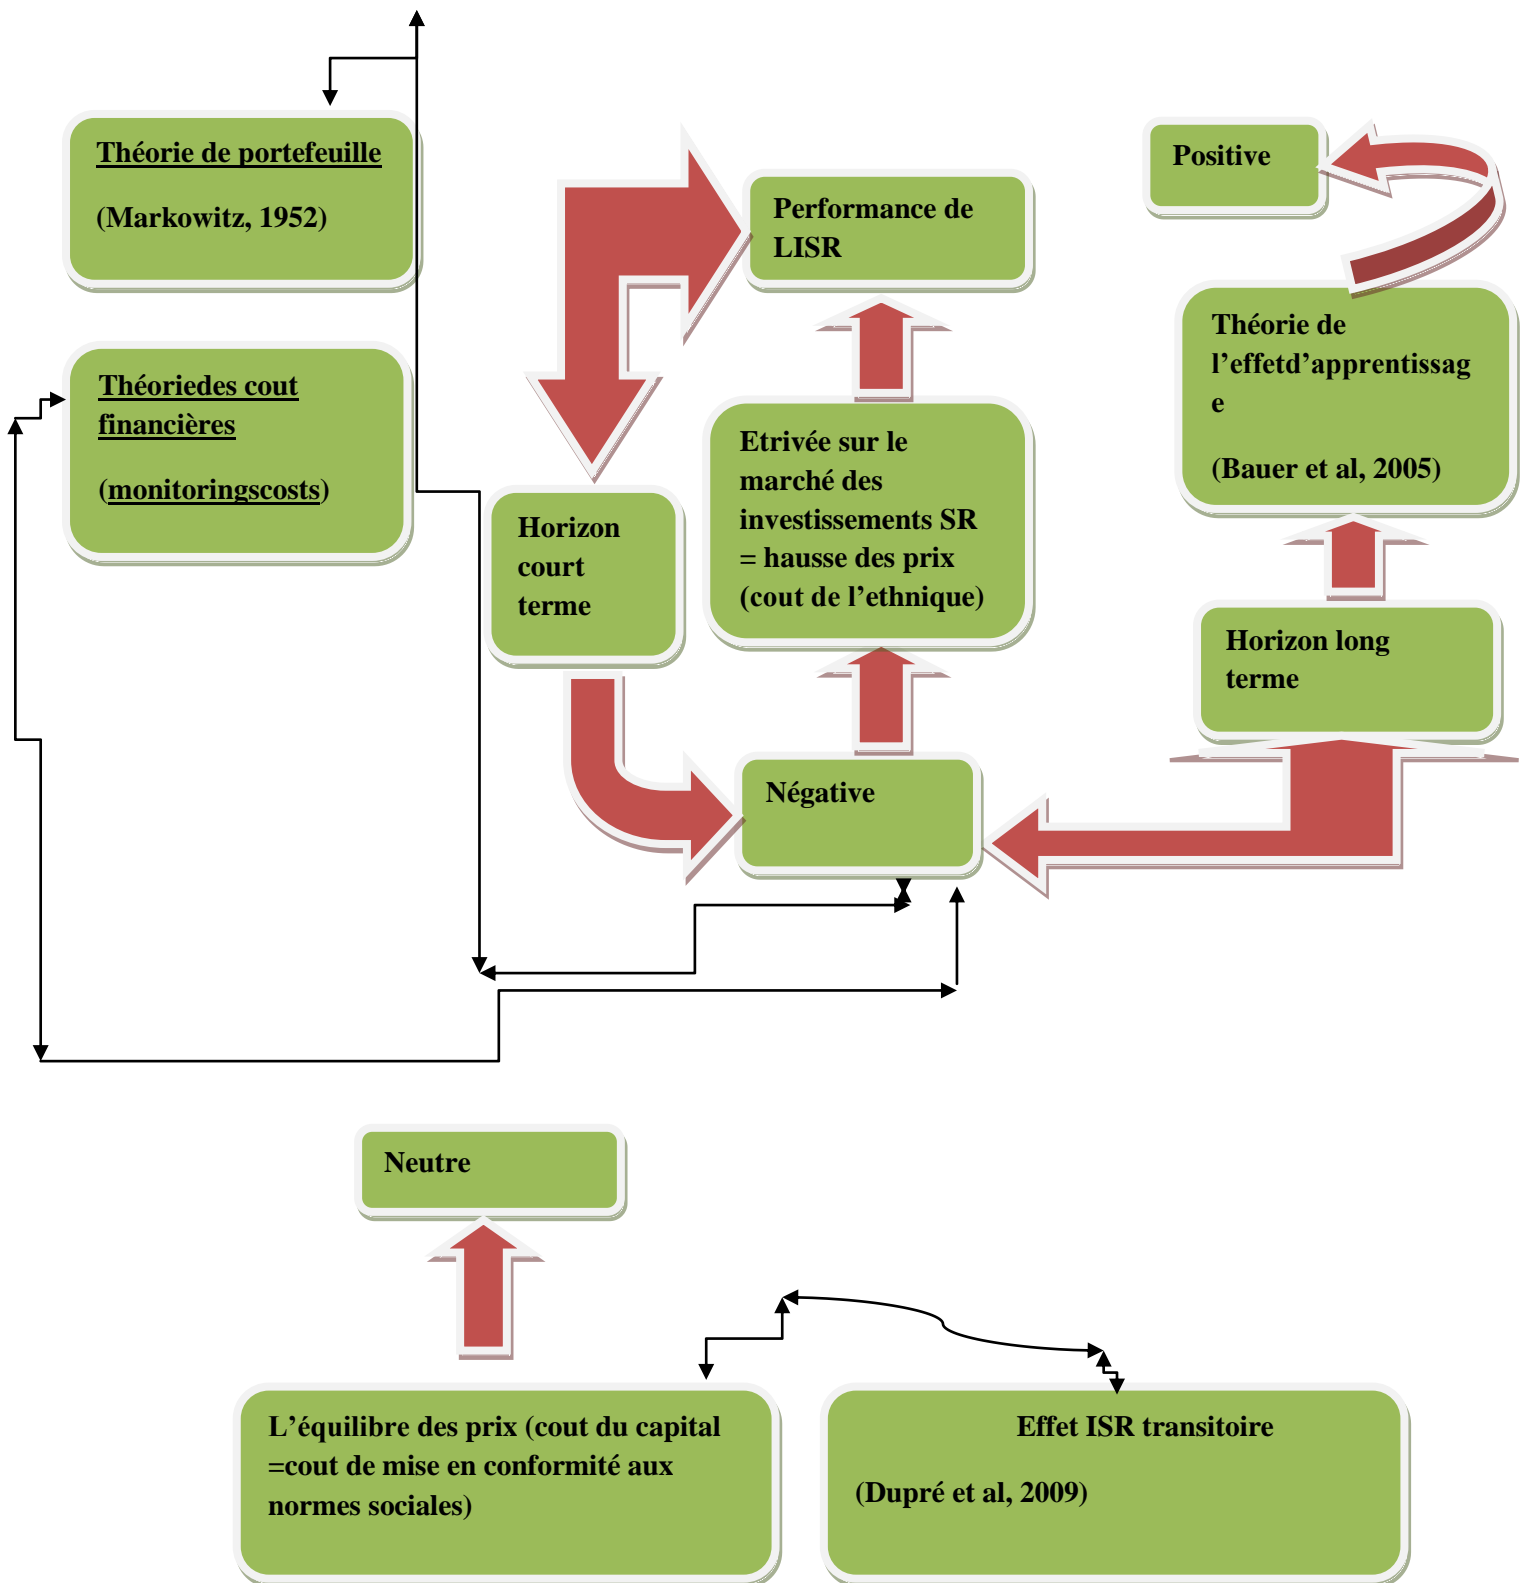 Théorie de portefeuille
(Markowitz, 1952)
Performance de
LISR
Positive
Théoriedes cout
financières
(monitoringscosts)
Horizon
court
terme
Etrivée sur le
marché des
investissements SR
= hausse des prix
(cout de l’ethnique)
Théorie de
l’effetd’apprentissag
e
(Bauer et al, 2005)
Horizon long
terme
Négative
Neutre
L’équilibre des prix (cout du capital
=cout de mise en conformité aux
normes sociales)
Effet ISR transitoire
(Dupré et al, 2009)